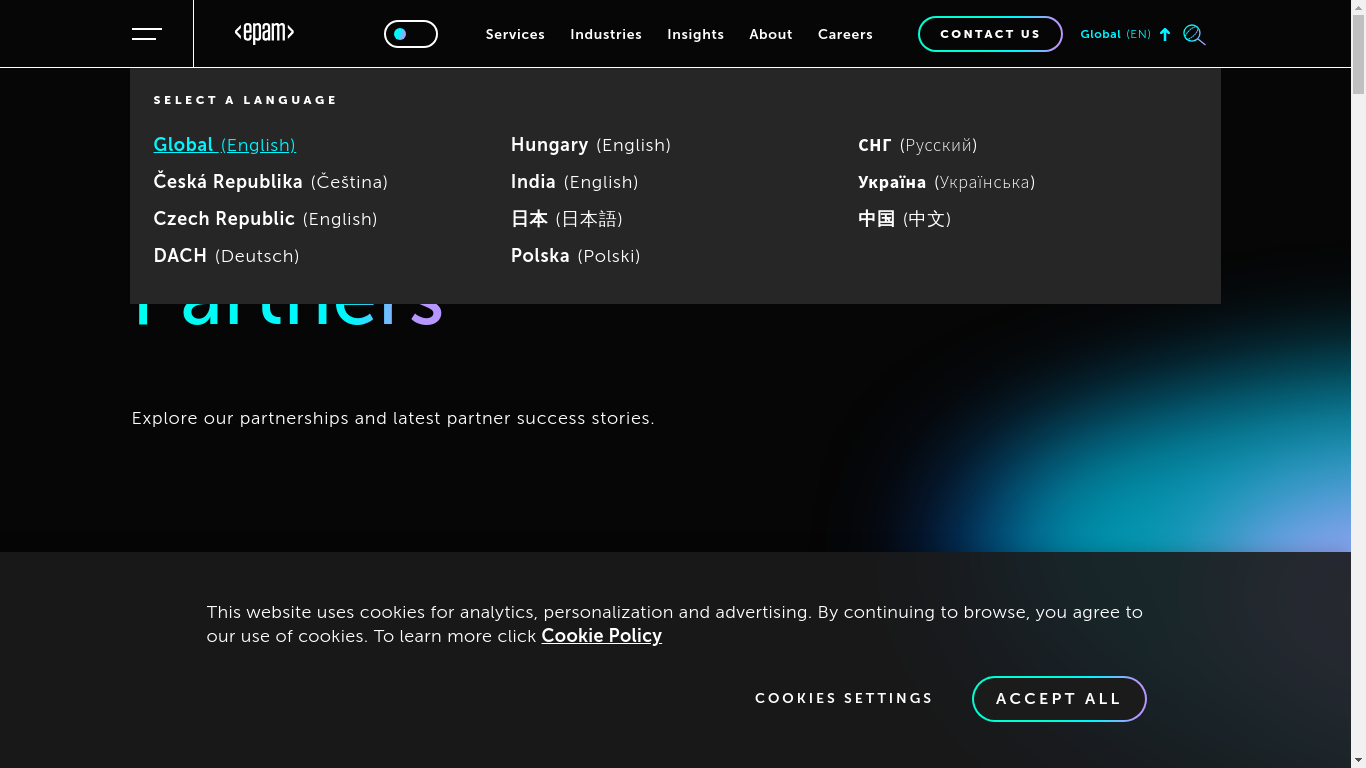 <epam>
Services Industries Insights About Careers CONTACT US Global (EN)
SELECT A LANGUAGE
Global (English)
Česká Republika (Čeština)
Czech Republic (English)
DACH (Deutsch)
Hungary (English)
India (English)
日本 (日本語)
Polska (Polski)
СНГ (Русский)
Україна (Українська)
中国 (中文)
Partners
Explore our partnerships and latest partner success stories.
This website uses cookies for analytics, personalization and advertising. By continuing to browse, you agree to
our use of cookies. To learn more click Cookie Policy
COOKIES SETTINGS ACCEPT ALL